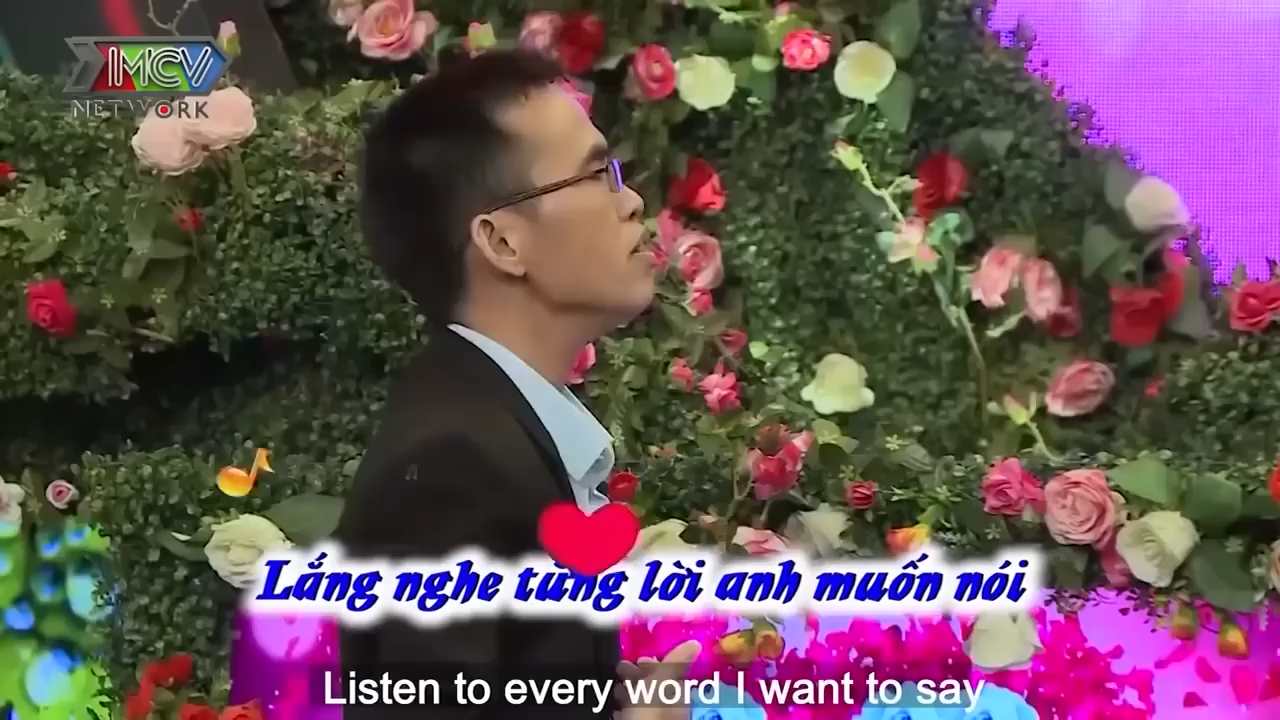 MCV
NETWORK
Lắng nghe từng lời anh muốn nói
Listen to every word I want to say